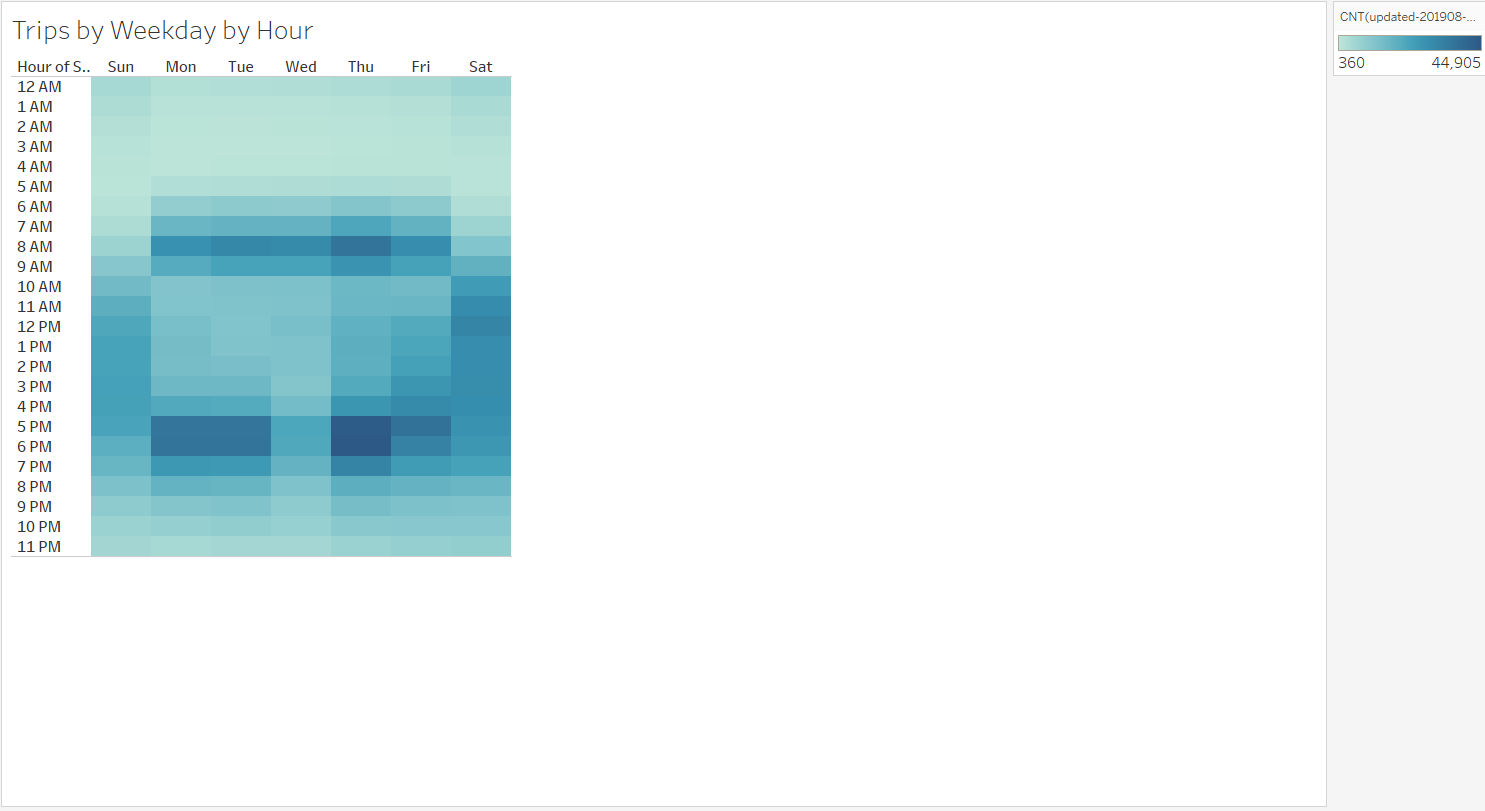 Trips by Weekday by Hour
Hour of S.. Sun Mon Tue Wed Thu Fri Sat
12 AM
1 AM
2 AM
3 AM
4 AM
5 AM
6 AM
7 AM
8 AM
9 AM
10 AM
11 AM
12 PM
1 PM
2 PM
3 PM
4 PM
5 PM
6 PM
7 PM
8 PM
9 PM
10 PM
11 PM
CNT(updated-201908-...
360 44,905